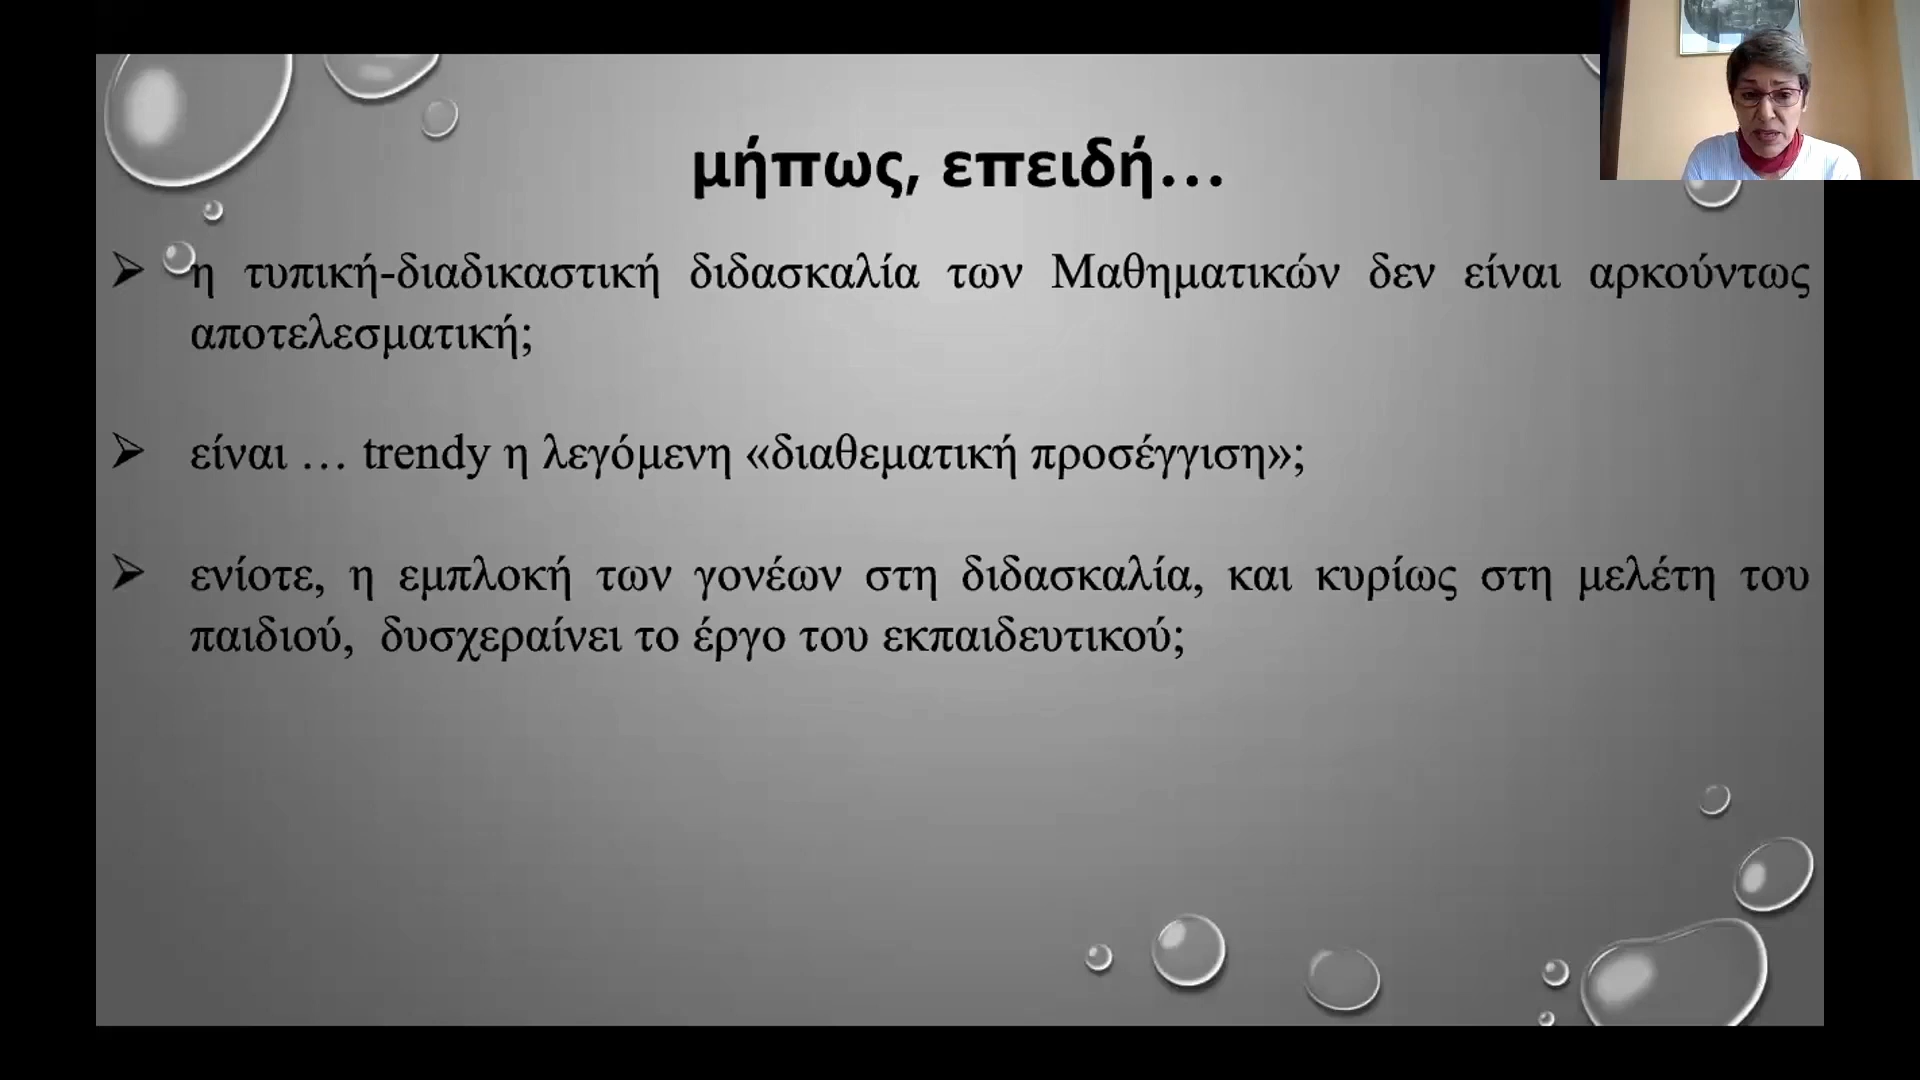 μήπως, επειδή...
η τυπική-διαδικαστική διδασκαλία των Μαθηματικών δεν είναι αρκούντως
αποτελεσματική;
είναι … trendy η λεγόμενη «διαθεματική προσέγγιση»;
ενίοτε, η εμπλοκή των γονέων στη διδασκαλία, και κυρίως στη μελέτη του
παιδιού, δυσχεραίνει το έργο του εκπαιδευτικού;